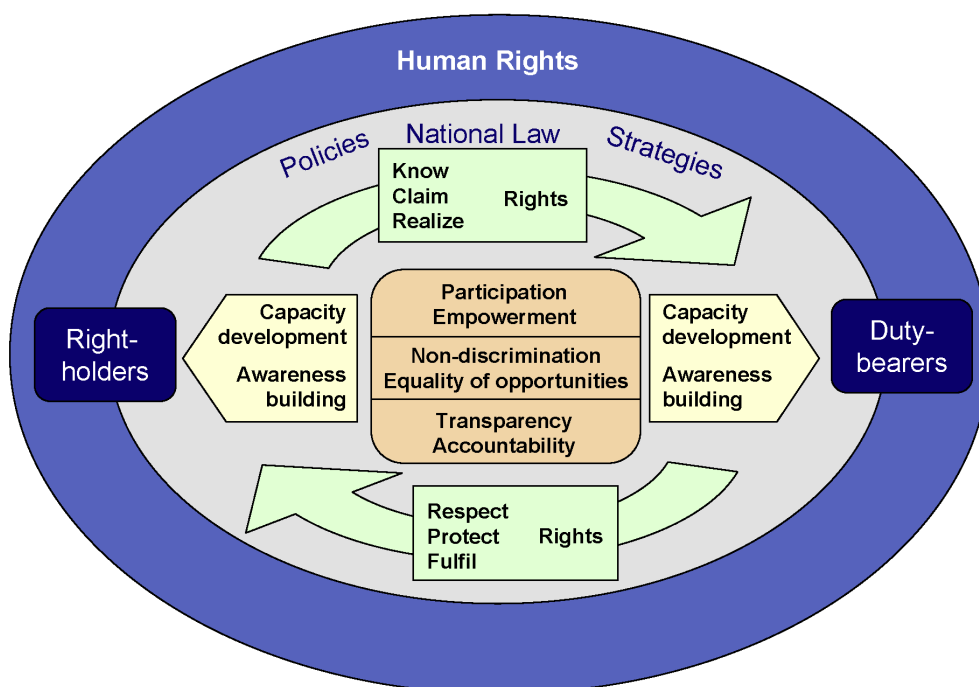 Human Rights
Policies National Law Strategies
Know
Claim
Realize
Rights
Right-
holders
Capacity
development
Awareness
building
Participation
Empowerment
Non-discrimination
Equality of opportunities
Transparency
Accountability
Capacity
development
Awareness
building
Duty-
bearers
Respect
Protect
Fulfil
Rights